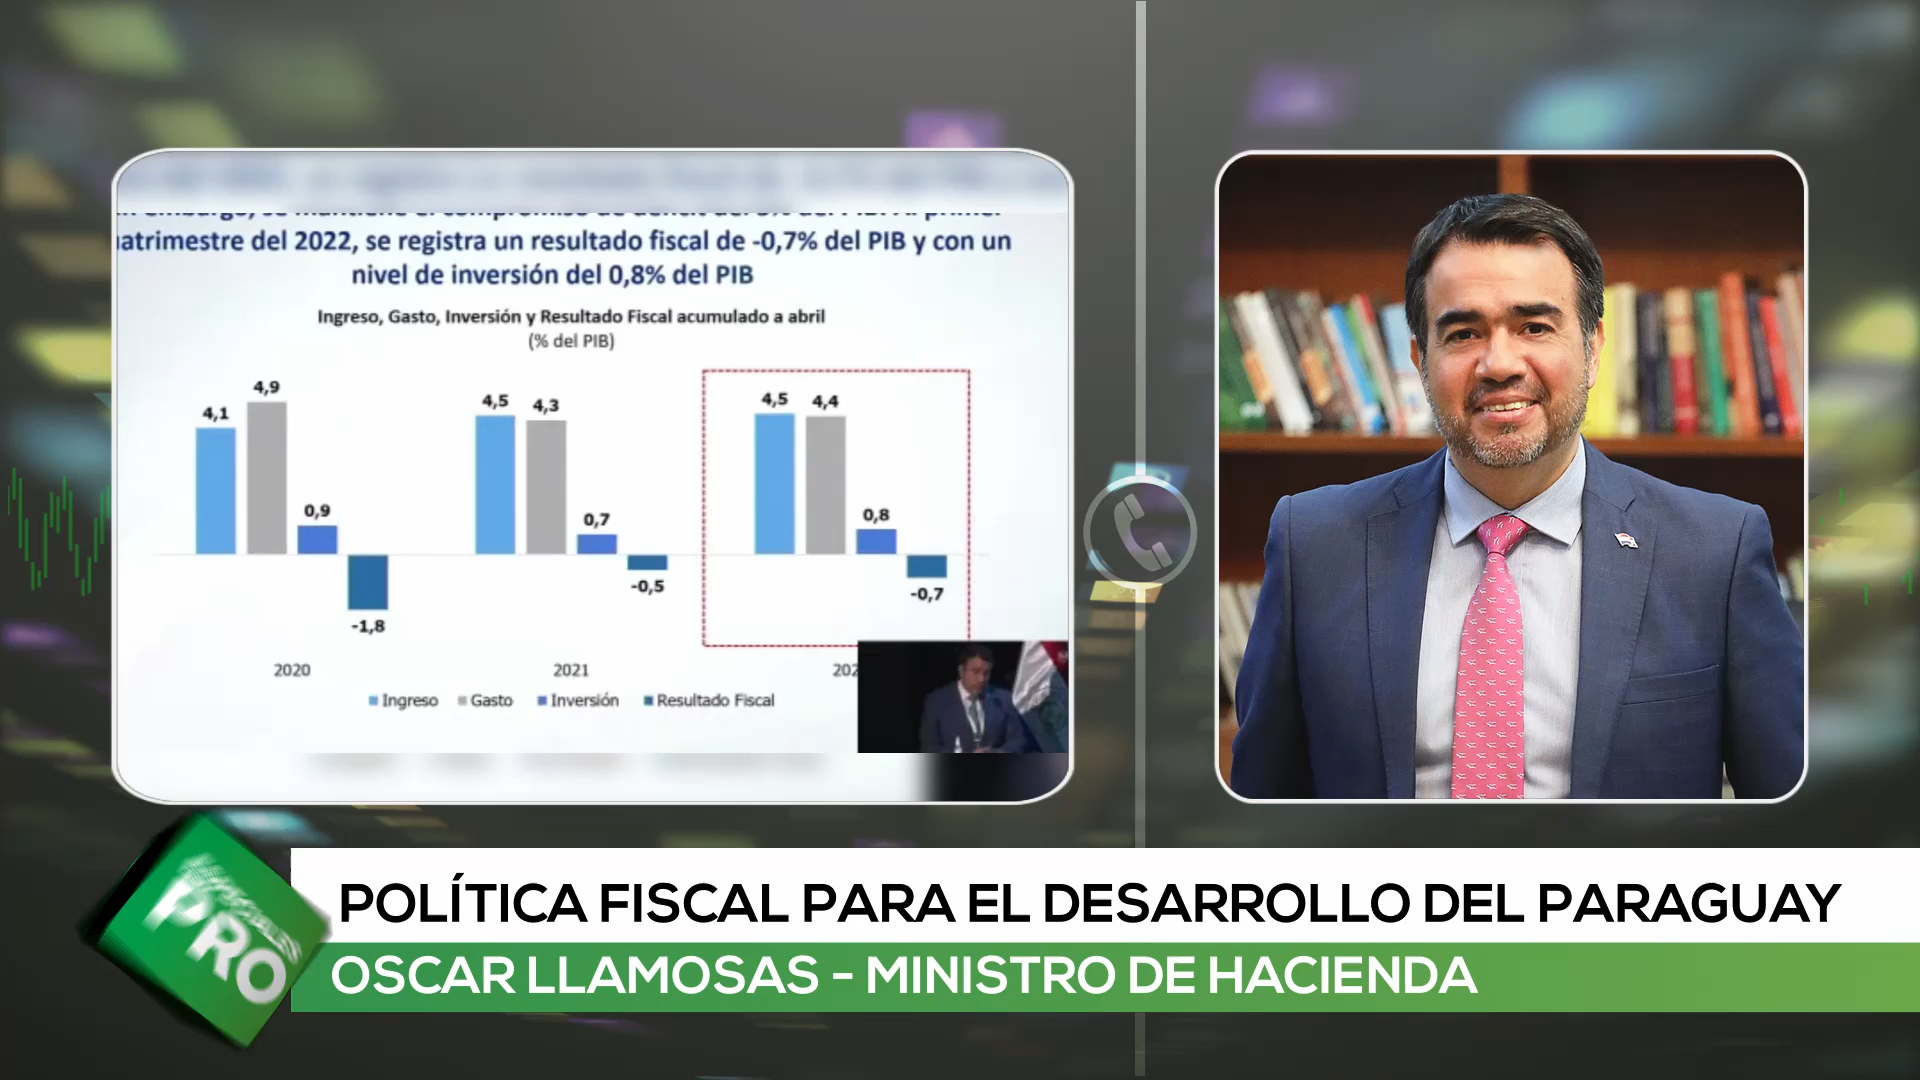 cuatrimestre del 2022, se registra un resultado fiscal de -0,7% del PIB y con un
nivel de inversión del 0,8% del PIB
Ingreso, Gasto, Inversión y Resultado Fiscal acumulado a abril
(% del PIB)
4,1
4,9
0,9
-1,8
4,5
4,3
0,7
-0,5
4,5
4,4
0,8
-0,7
2020
2021
Ingreso
Gasto
Inversión
Resultado Fiscal
PRO
POLÍTICA FISCAL PARA EL DESARROLLO DEL PARAGUAY
OSCAR LLAMOSAS - MINISTRO DE HACIENDA